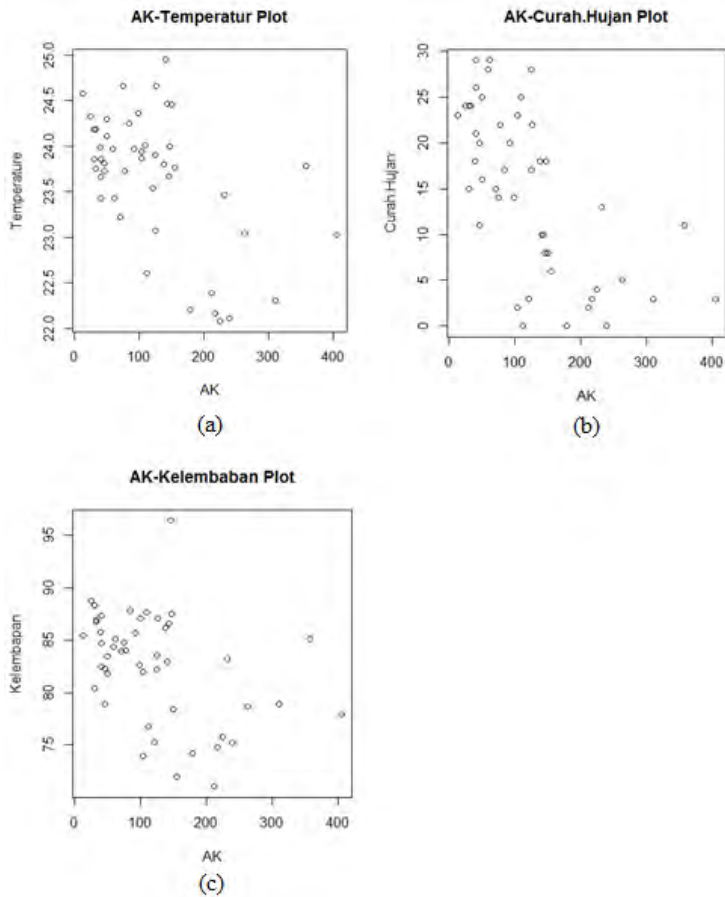 AK-Temperatur Plot
25.0
24.5
24.0
23.5
23.0
22.5
22.0
Temperature
0 100 200 300 400
AK
(a)
AK-Curah.Hujan Plot
30
25
20
15
10
5
0
Curah Hujan
0 100 200 300 400
AK
(b)
AK-Kelembaban Plot
95
90
85
80
75
Kelembapan
0 100 200 300 400
AK
(c)